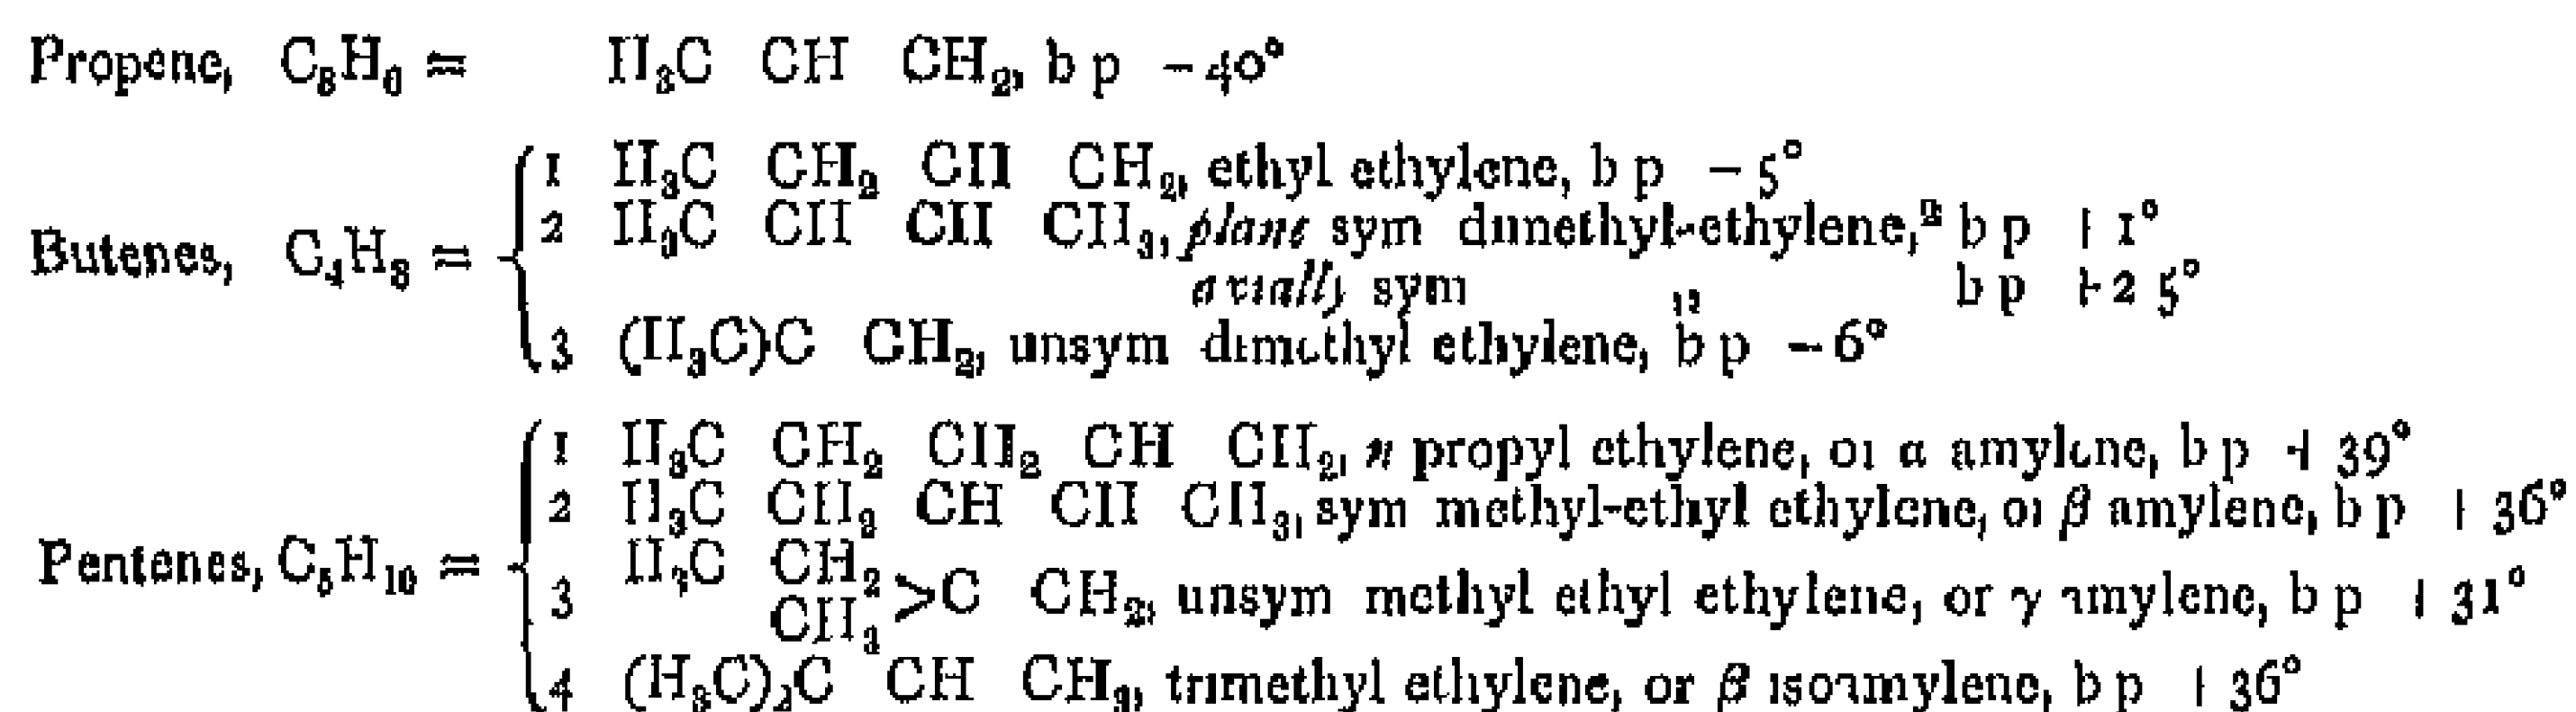 Propene, C₃H₆ = H₃C CH CH₂, b p −40°
1 H₃C CH₂ CH CH₂, ethyl ethylene, b p −5°
2 H₃C CH CH CH₃, plane sym dimethyl-ethylene,² b p +1°
Butenes, C₄H₈ =
axially sym ,, b p +2 5°
3 (H₃C)C CH₂, unsym dimethyl ethylene, b p −6°
1 H₃C CH₂ CH₂ CH CH₂, n propyl ethylene, or α amylene, b p + 39°
2 H₃C CH₂ CH CH CH₃, sym methyl-ethyl ethylene, or β amylene, b p + 36°
Pentenes, C₅H₁₀ =
H₃C CH₂
3 >C CH₂, unsym methyl ethyl ethylene, or γ amylene, b p + 31°
CH₃
4 (H₃C)₂C CH CH₃, trimethyl ethylene, or β isoamylene, b p + 36°